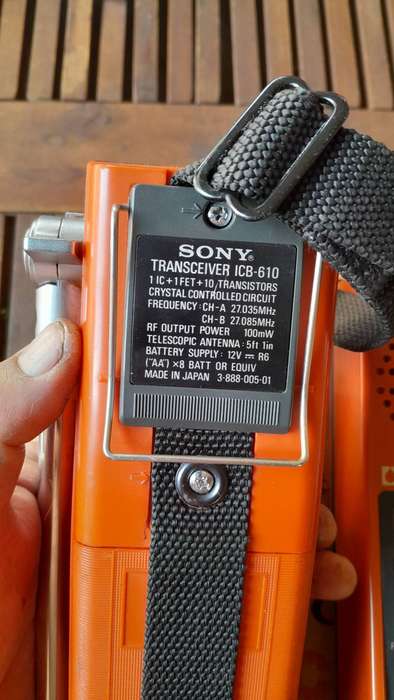 SONY®
TRANSCEIVER ICB-610
1 IC + 1 FET + 10 TRANSISTORS
CRYSTAL CONTROLLED CIRCUIT
FREQUENCY: CH-A 27.035MHz
CH-B 27.085MHz
RF OUTPUT POWER 100mW
TELESCOPIC ANTENNA: 5ft 1in
BATTERY SUPPLY: 12V ⎓ R6
("AA") ×8 BATT OR EQUIV
MADE IN JAPAN 3-888-005-01